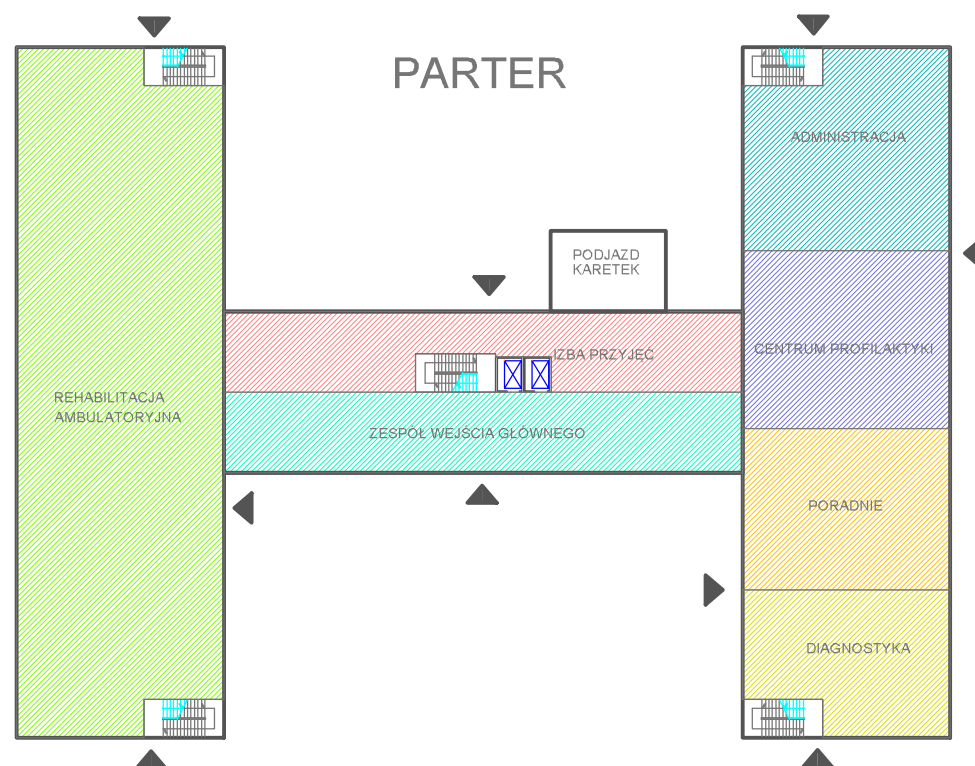 PARTER
ADMINISTRACJA
PODJAZD
KARETEK
IZBA PRZYJĘĆ
CENTRUM PROFILAKTYKI
REHABILITACJA
AMBULATORYJNA
ZESPÓŁ WEJŚCIA GŁÓWNEGO
PORADNIE
DIAGNOSTYKA